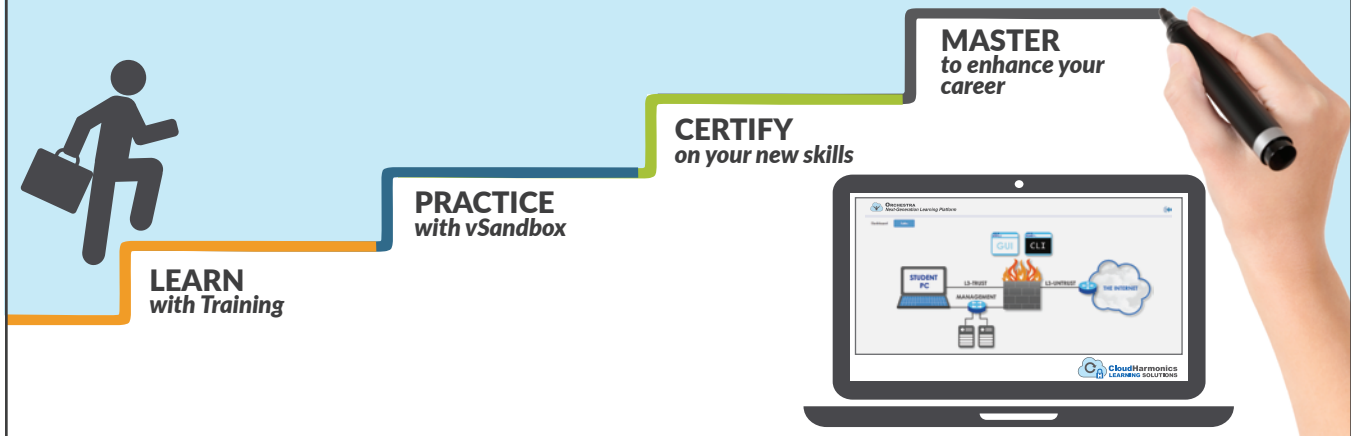 MASTER
to enhance your
career
CERTIFY
on your new skills
PRACTICE
with vSandbox
LEARN
with Training
ORCHESTRA
Next-Generation Learning Platform
Dashboard
GUI
CLI
STUDENT
PC
L3-TRUST
L3-UNTRUST
THE INTERNET
MANAGEMENT
CloudHarmonics
LEARNING SOLUTIONS